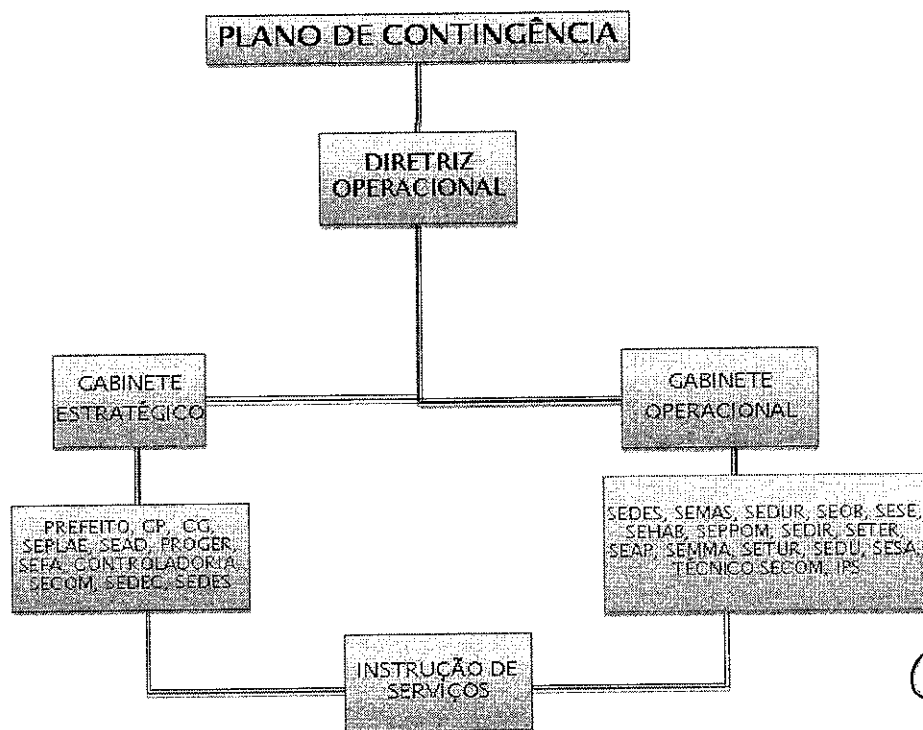 PLANO DE CONTINGÊNCIA
DIRETRIZ
OPERACIONAL
GABINETE
ESTRATÉGICO
GABINETE
OPERACIONAL
PREFEITO, GP, CG,
SEPLAE, SEAD, PROGER,
SEFA, CONTROLADORIA
SECOM, SEDEC, SEDES
SEDES, SEMAS, SEDUR, SEOB, SESE,
SEHAB, SEPPOM, SEDIR, SETER,
SEAP, SEMMA, SETUR, SEDU, SESA,
TÉCNICO SECOM, IPS
INSTRUÇÃO DE
SERVIÇOS